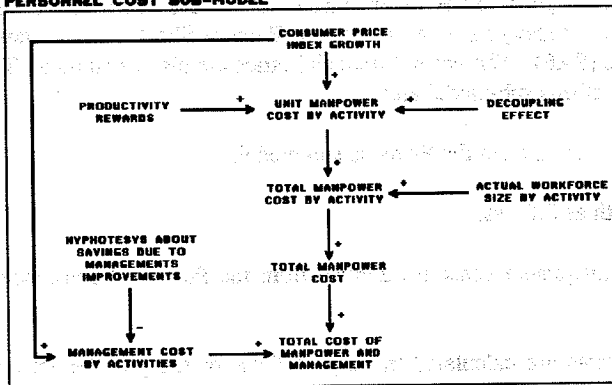 PERSONNEL COST SUB-MODEL
CONSUMER PRICE
INDEX GROWTH
+
PRODUCTIVITY
REWARDS
+
UNIT MANPOWER
COST BY ACTIVITY
+
DECOUPLING
EFFECT
+
TOTAL MANPOWER
COST BY ACTIVITY
+
ACTUAL WORKFORCE
SIZE BY ACTIVITY
HYPHOTESYS ABOUT
SAVINGS DUE TO
MANAGEMENTS
IMPROVEMENTS
+
TOTAL MANPOWER
COST
-
+
+
MANAGEMENT COST
BY ACTIVITIES
+
TOTAL COST OF
MANPOWER AND
MANAGEMENT